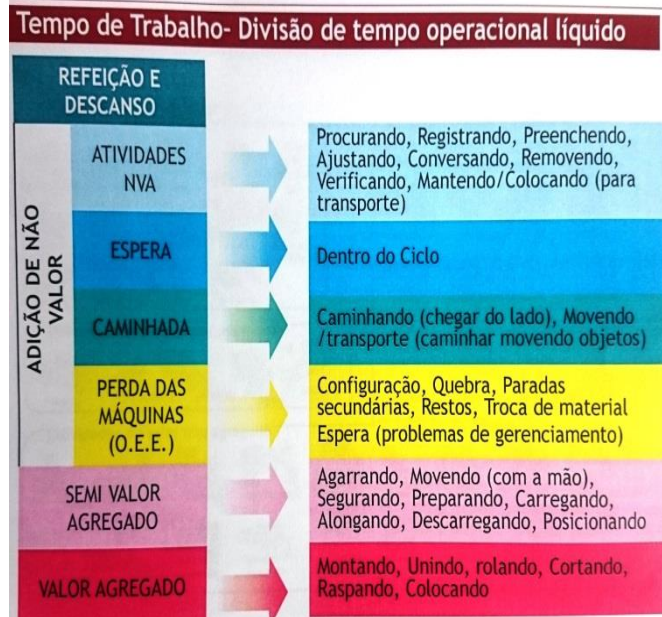 Tempo de Trabalho- Divisão de tempo operacional líquido
REFEIÇÃO E
DESCANSO
ADIÇÃO DE NÃO
VALOR
ATIVIDADES
NVA
Procurando, Registrando, Preenchendo,
Ajustando, Conversando, Removendo,
Verificando, Mantendo/Colocando (para
transporte)
ESPERA
Dentro do Ciclo
CAMINHADA
Caminhando (chegar do lado), Movendo
/transporte (caminhar movendo objetos)
PERDA DAS
MÁQUINAS
(O.E.E.)
Configuração, Quebra, Paradas
secundárias, Restos, Troca de material
Espera (problemas de gerenciamento)
SEMI VALOR
AGREGADO
Agarrando, Movendo (com a mão),
Segurando, Preparando, Carregando,
Alongando, Descarregando, Posicionando
VALOR AGREGADO
Montando, Unindo, rolando, Cortando,
Raspando, Colocando